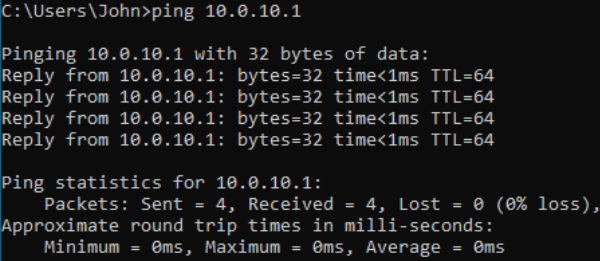 C:\Users\John>ping 10.0.10.1
Pinging 10.0.10.1 with 32 bytes of data:
Reply from 10.0.10.1: bytes=32 time<1ms TTL=64
Reply from 10.0.10.1: bytes=32 time<1ms TTL=64
Reply from 10.0.10.1: bytes=32 time<1ms TTL=64
Reply from 10.0.10.1: bytes=32 time<1ms TTL=64
Ping statistics for 10.0.10.1:
    Packets: Sent = 4, Received = 4, Lost = 0 (0% loss),
Approximate round trip times in milli-seconds:
    Minimum = 0ms, Maximum = 0ms, Average = 0ms